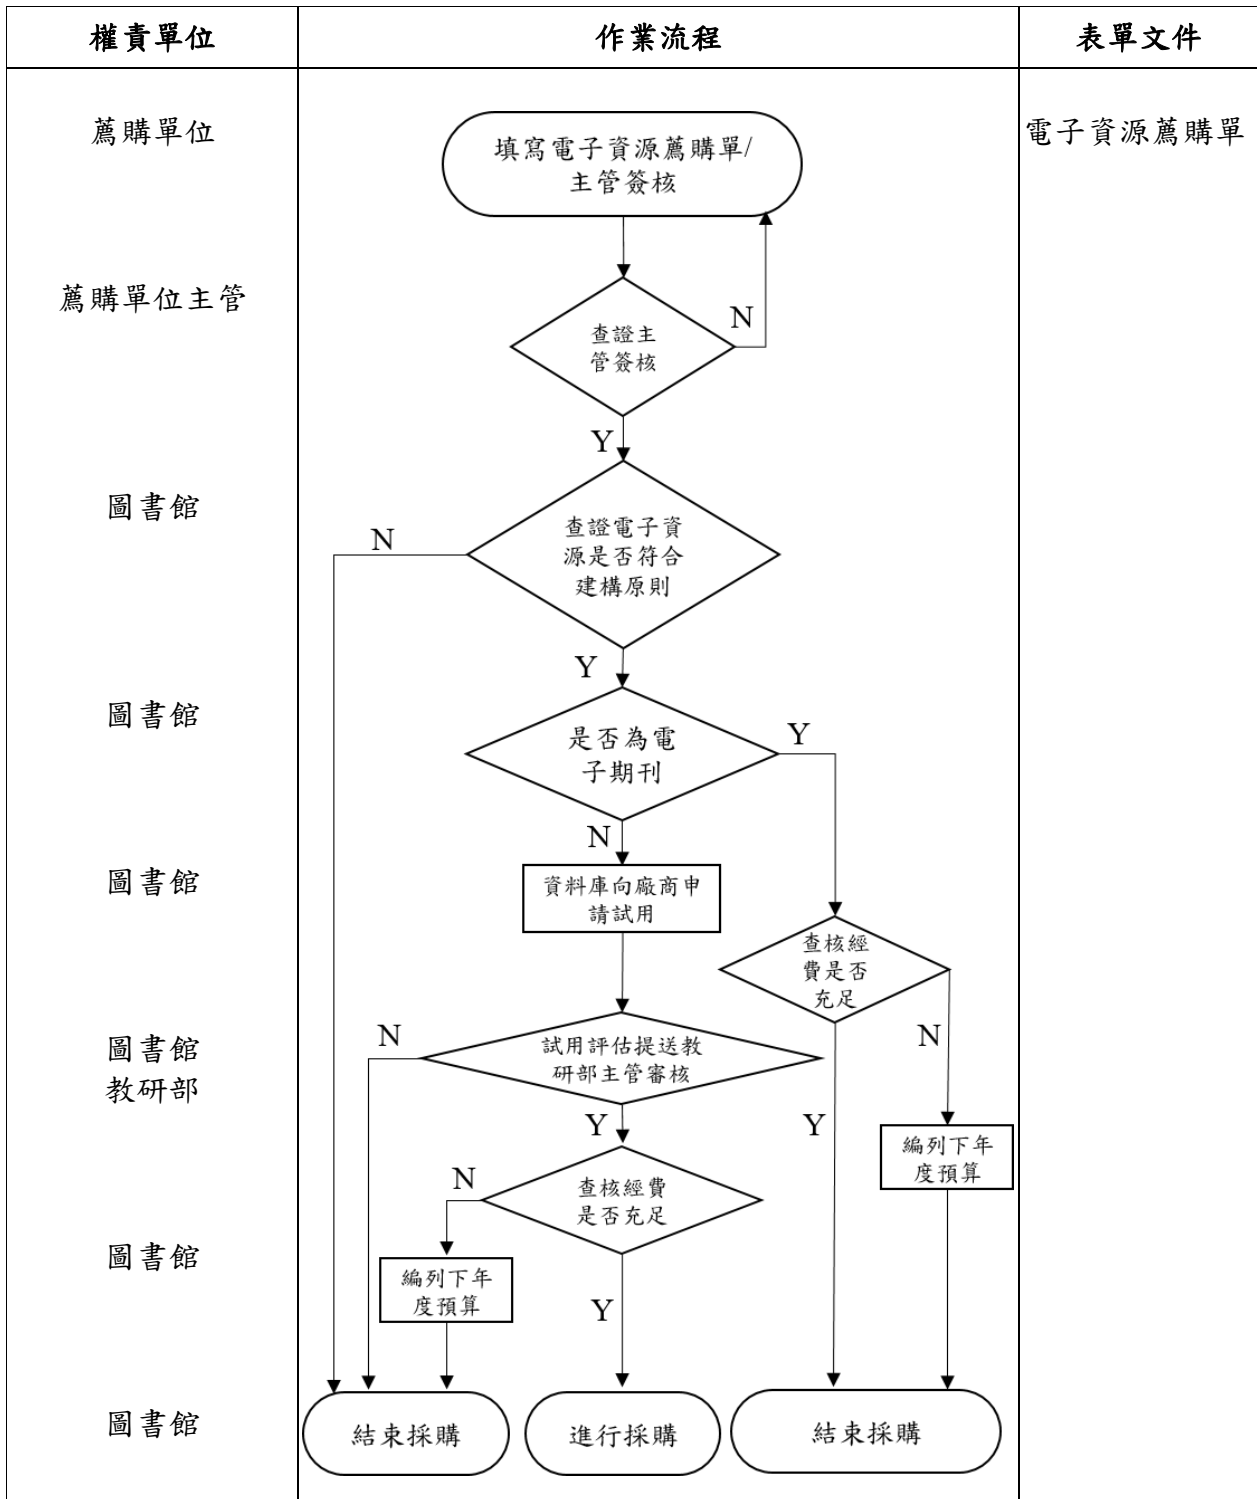 權責單位
作業流程
表單文件
薦購單位
填寫電子資源薦購單/
主管簽核
電子資源薦購單
薦購單位主管
查證主
管簽核
N
Y
圖書館
查證電子資
源是否符合
建構原則
N
Y
圖書館
是否為電
子期刊
Y
N
圖書館
資料庫向廠商申
請試用
查核經
費是否
充足
N
Y
圖書館
教研部
試用評估提送教
研部主管審核
N
Y
編列下年
度預算
查核經費
是否充足
N
Y
圖書館
編列下年
度預算
圖書館
結束採購
進行採購
結束採購